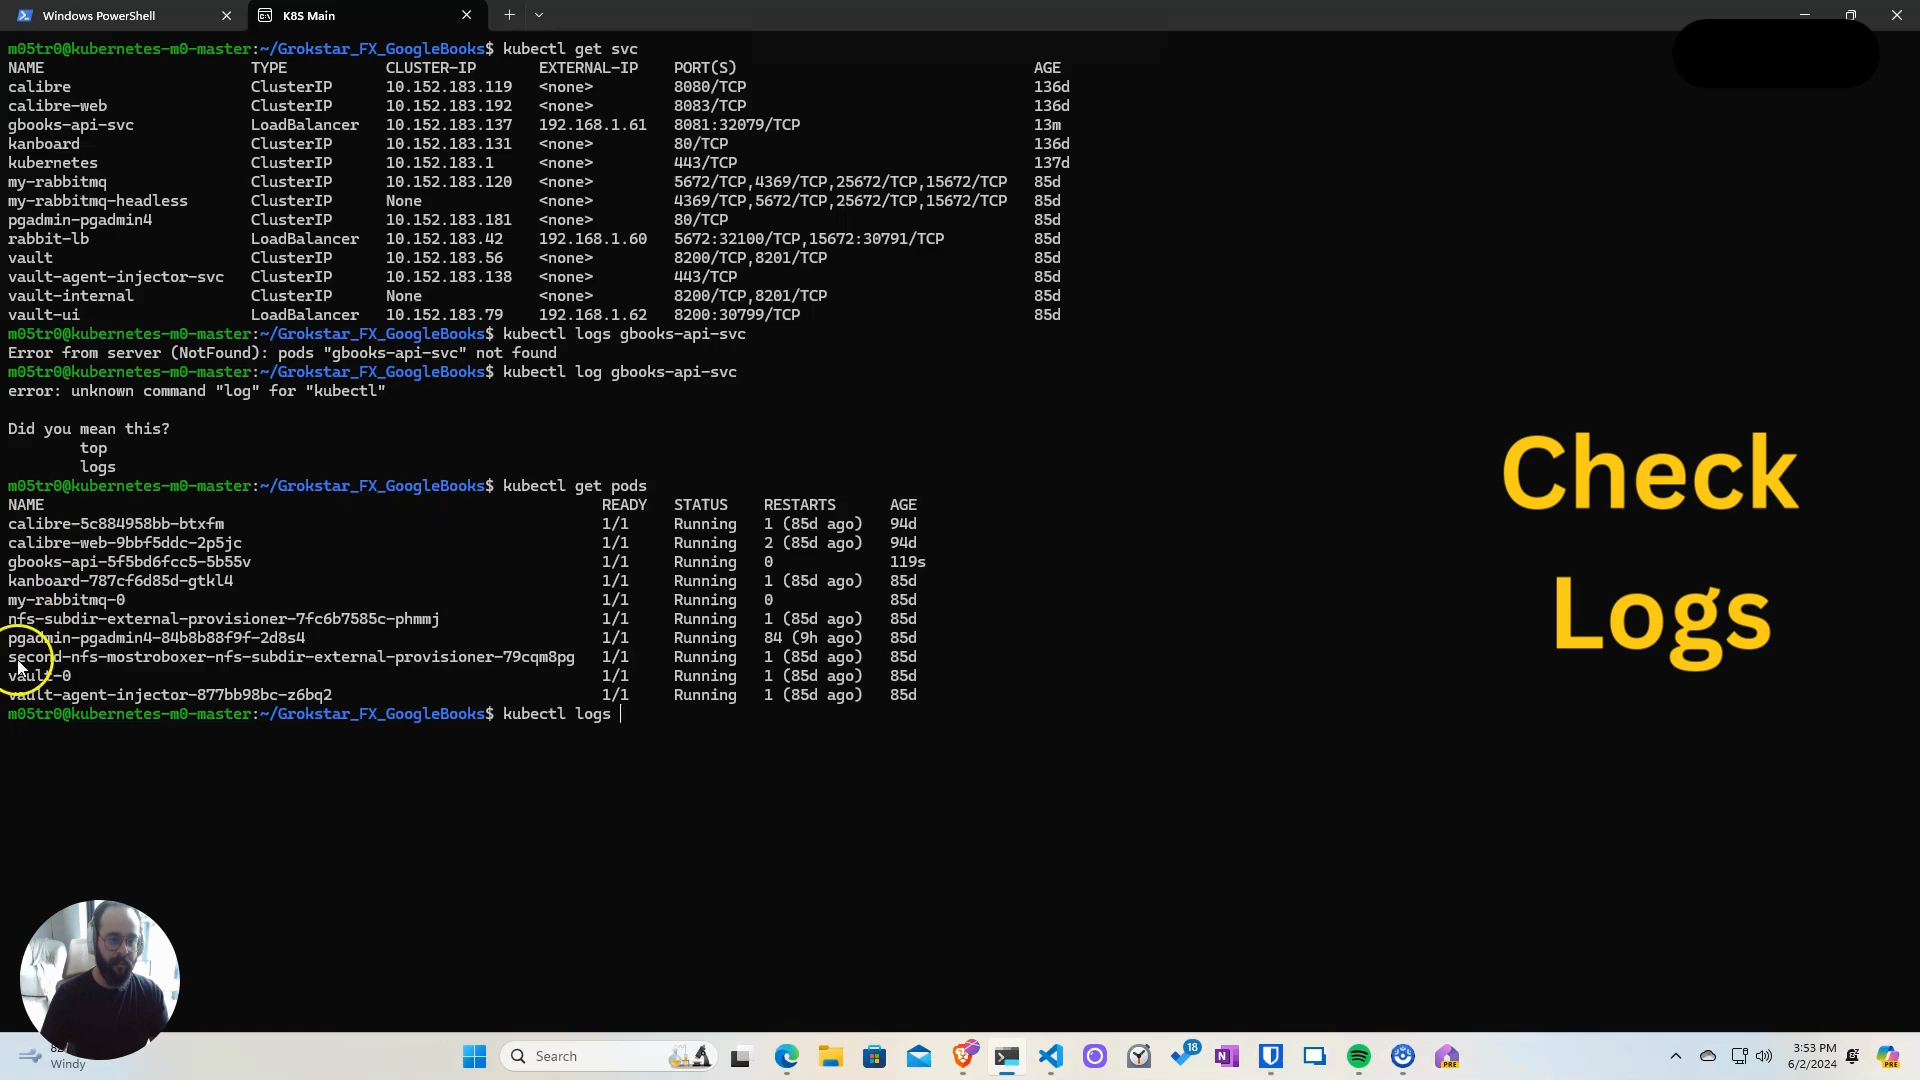 Windows PowerShell
K8S Main
m05tr0@kubernetes-m0-master:~/Grokstar_FX_GoogleBooks$ kubectl get svc
NAME TYPE CLUSTER-IP EXTERNAL-IP PORT(S) AGE
calibre ClusterIP 10.152.183.119 <none> 8080/TCP 136d
calibre-web ClusterIP 10.152.183.192 <none> 8083/TCP 136d
gbooks-api-svc LoadBalancer 10.152.183.137 192.168.1.61 8081:32079/TCP 13m
kanboard ClusterIP 10.152.183.131 <none> 80/TCP 136d
kubernetes ClusterIP 10.152.183.1 <none> 443/TCP 137d
my-rabbitmq ClusterIP 10.152.183.120 <none> 5672/TCP,4369/TCP,25672/TCP,15672/TCP 85d
my-rabbitmq-headless ClusterIP None <none> 4369/TCP,5672/TCP,25672/TCP,15672/TCP 85d
pgadmin-pgadmin4 ClusterIP 10.152.183.181 <none> 80/TCP 85d
rabbit-lb LoadBalancer 10.152.183.42 192.168.1.60 5672:32100/TCP,15672:30791/TCP 85d
vault ClusterIP 10.152.183.56 <none> 8200/TCP,8201/TCP 85d
vault-agent-injector-svc ClusterIP 10.152.183.138 <none> 443/TCP 85d
vault-internal ClusterIP None <none> 8200/TCP,8201/TCP 85d
vault-ui LoadBalancer 10.152.183.79 192.168.1.62 8200:30799/TCP 85d
m05tr0@kubernetes-m0-master:~/Grokstar_FX_GoogleBooks$ kubectl logs gbooks-api-svc
Error from server (NotFound): pods "gbooks-api-svc" not found
m05tr0@kubernetes-m0-master:~/Grokstar_FX_GoogleBooks$ kubectl log gbooks-api-svc
error: unknown command "log" for "kubectl"
Did you mean this?
top
logs
m05tr0@kubernetes-m0-master:~/Grokstar_FX_GoogleBooks$ kubectl get pods
NAME READY STATUS RESTARTS AGE
calibre-5c884958bb-btxfm 1/1 Running 1 (85d ago) 94d
calibre-web-9bbf5ddc-2p5jc 1/1 Running 2 (85d ago) 94d
gbooks-api-5f5bd6fcc5-5b55v 1/1 Running 0 119s
kanboard-787cf6d85d-gtkl4 1/1 Running 1 (85d ago) 85d
my-rabbitmq-0 1/1 Running 0 85d
nfs-subdir-external-provisioner-7fc6b7585c-phmmj 1/1 Running 1 (85d ago) 85d
pgadmin-pgadmin4-84b8b88f9f-2d8s4 1/1 Running 84 (9h ago) 85d
second-nfs-mostroboxer-nfs-subdir-external-provisioner-79cqm8pg 1/1 Running 1 (85d ago) 85d
vault-0 1/1 Running 1 (85d ago) 85d
vault-agent-injector-877bb98bc-z6bq2 1/1 Running 1 (85d ago) 85d
m05tr0@kubernetes-m0-master:~/Grokstar_FX_GoogleBooks$ kubectl logs
Check
Logs
Windy
Search
18
PRE
3:53 PM
6/2/2024
PRE